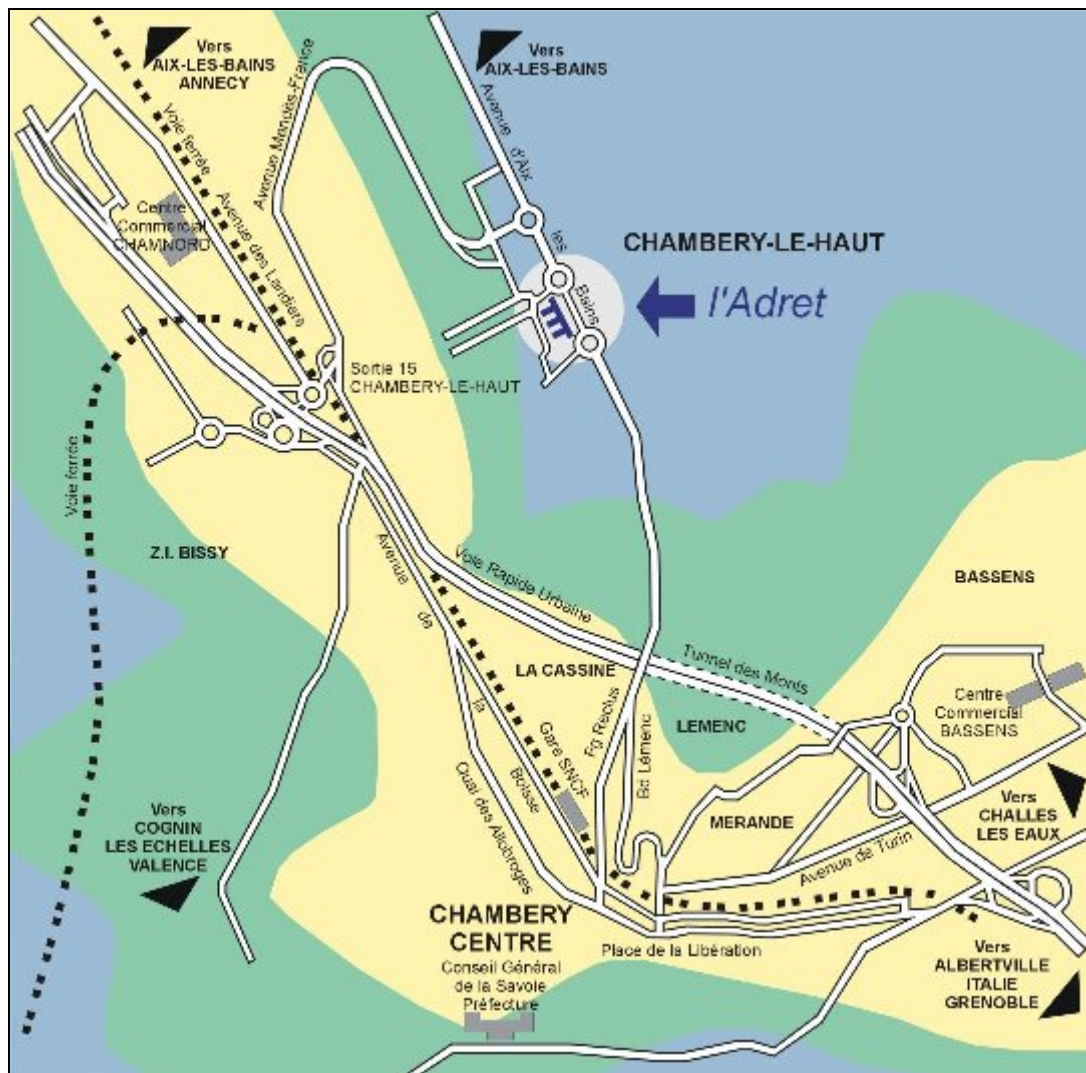 Vers
AIX-LES-BAINS
ANNECY
Vers
AIX-LES-BAINS
Avenue Mendès-France
Avenue d'Aix les Bains
Voie ferrée
Avenue des Landiers
Centre
Commercial
CHAMNORD
CHAMBERY-LE-HAUT
l'Adret
Sortie 15
CHAMBERY-LE-HAUT
Voie ferrée
Z.I. BISSY
Avenue de la Boisse
Voie Rapide Urbaine
BASSENS
Tunnel des Monts
LA CASSINE
LEMENC
Centre
Commercial
BASSENS
Fg Reclus
Bd Lémenc
Gare SNCF
Quai des Allobroges
MERANDE
Vers
CHALLES
LES EAUX
Vers
COGNIN
LES ECHELLES
VALENCE
Avenue de Turin
CHAMBERY
CENTRE
Conseil Général
de la Savoie
Préfecture
Place de la Libération
Vers
ALBERTVILLE
ITALIE
GRENOBLE